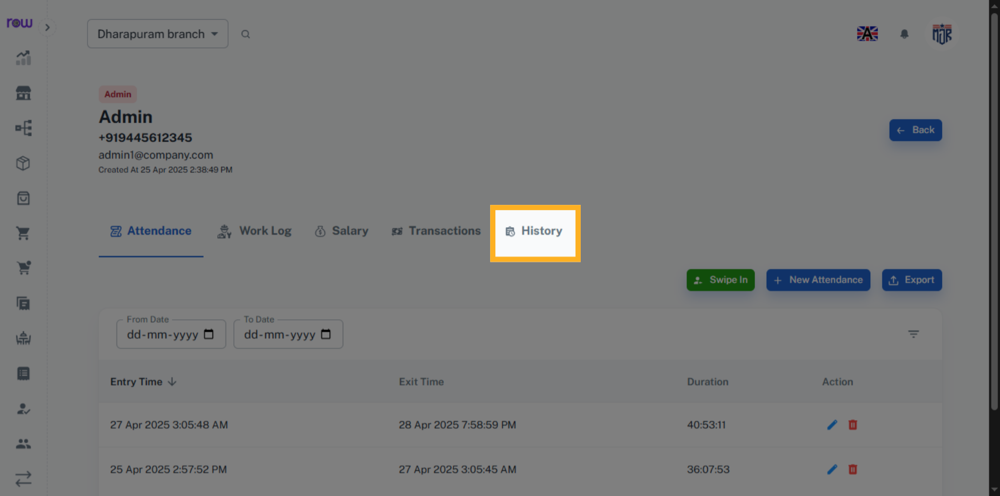 row
Dharapuram branch
A
MJR
Admin
Admin
+919445612345
admin1@company.com
Created At 25 Apr 2025 2:38:49 PM
Back
Attendance
Work Log
Salary
Transactions
History
Swipe In
New Attendance
Export
From Date
dd-mm-yyyy
To Date
dd-mm-yyyy
Entry Time
Exit Time
Duration
Action
27 Apr 2025 3:05:48 AM
28 Apr 2025 7:58:59 PM
40:53:11
25 Apr 2025 2:57:52 PM
27 Apr 2025 3:05:45 AM
36:07:53